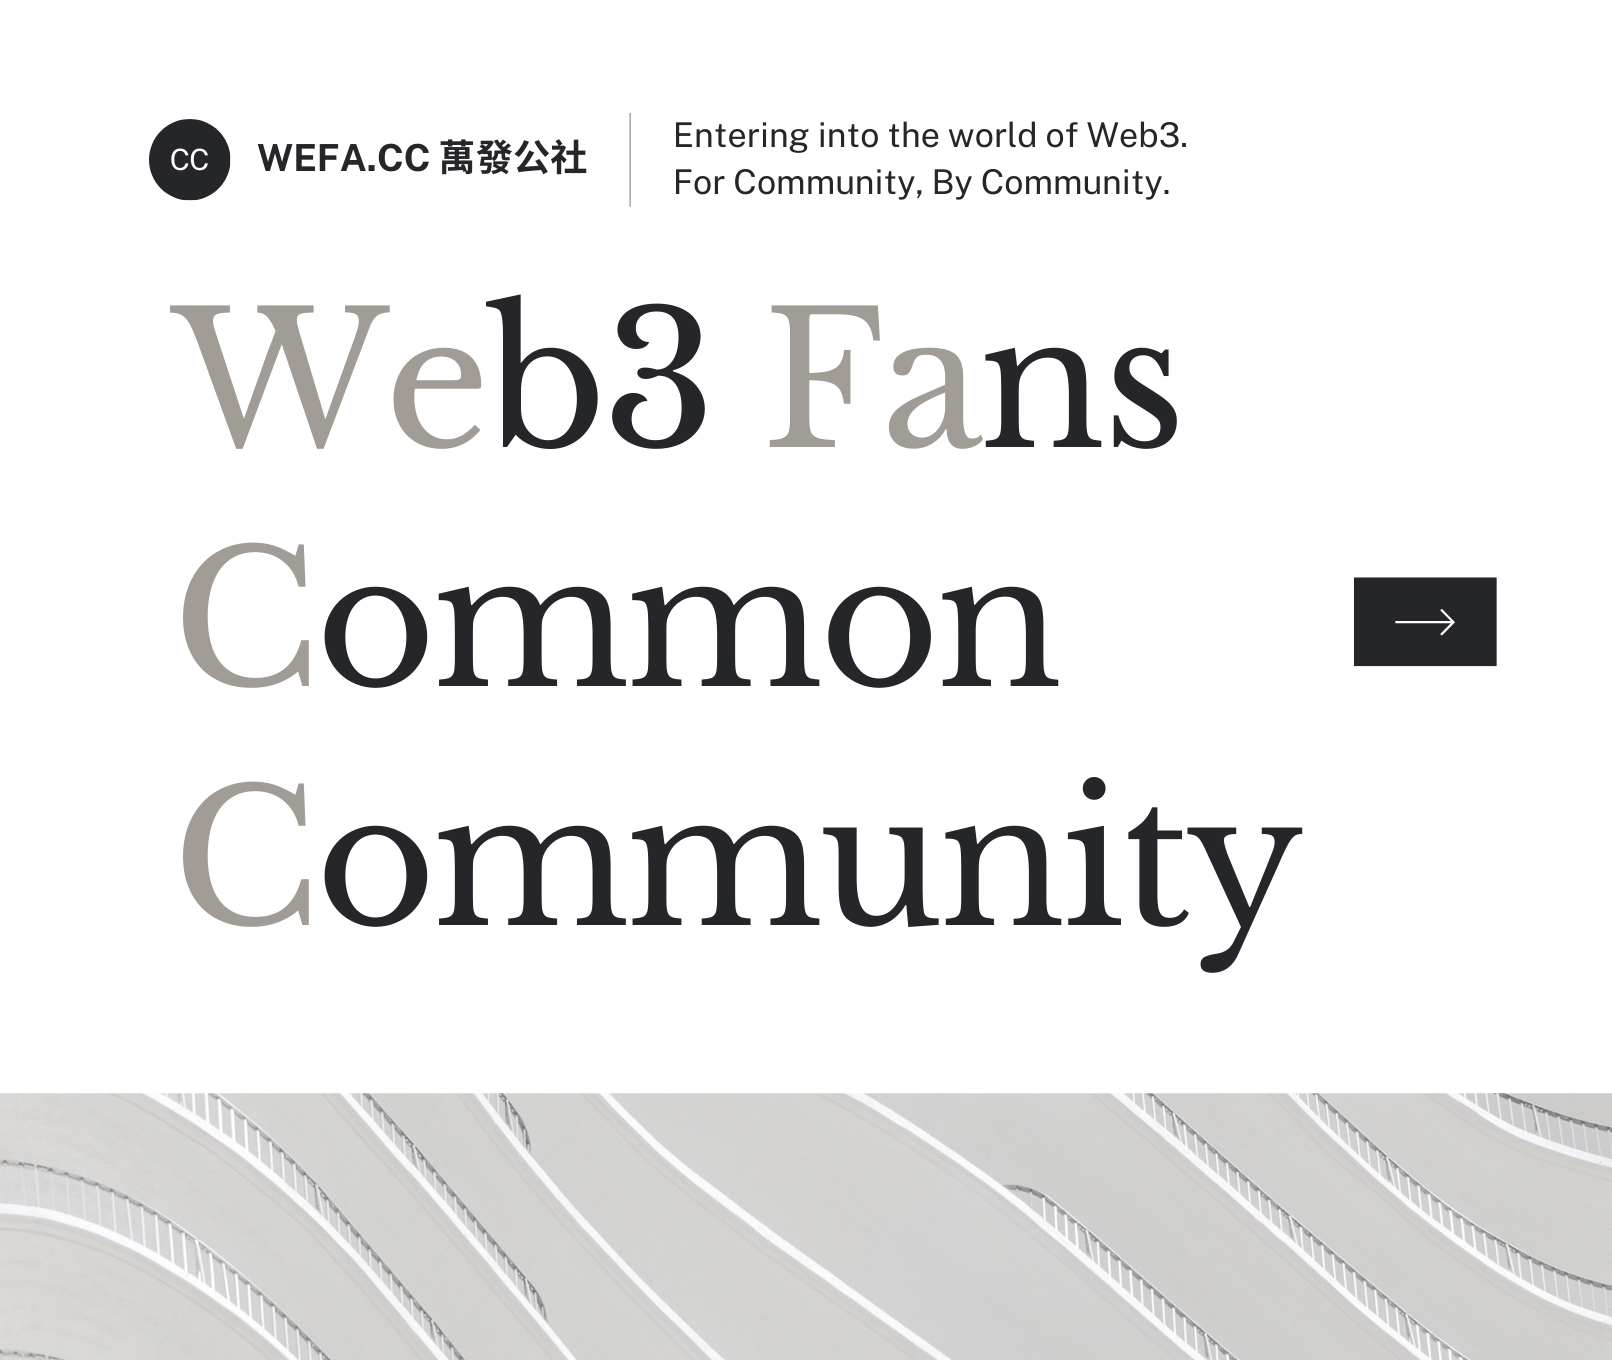 CC
WEFA.CC 萬發公社
Entering into the world of Web3.
For Community, By Community.
Web3 Fans
Common
Community